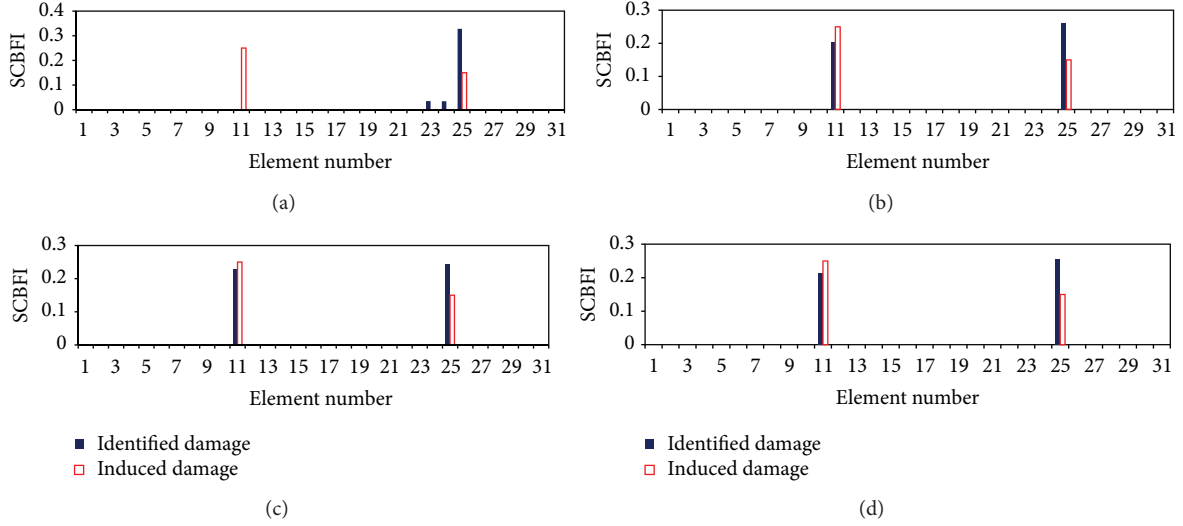 SCBFI
0.4
0.3
0.2
0.1
0
1 3 5 7 9 11 13 15 17 19 21 23 25 27 29 31
Element number
(a)
SCBFI
0.3
0.2
0.1
0
1 3 5 7 9 11 13 15 17 19 21 23 25 27 29 31
Element number
(b)
SCBFI
0.3
0.2
0.1
0
1 3 5 7 9 11 13 15 17 19 21 23 25 27 29 31
Element number
Identified damage
Induced damage
(c)
SCBFI
0.3
0.2
0.1
0
1 3 5 7 9 11 13 15 17 19 21 23 25 27 29 31
Element number
Identified damage
Induced damage
(d)